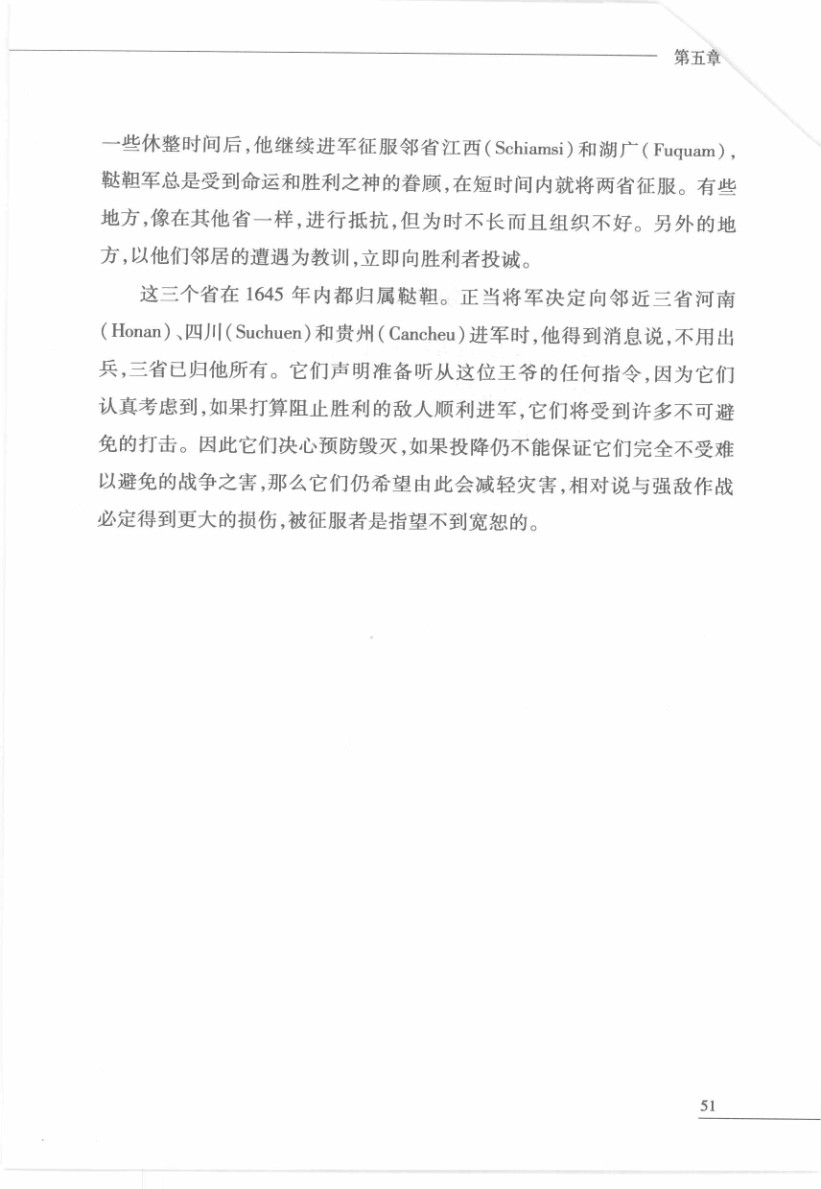 第五章
一些休整时间后,他继续进军征服邻省江西(Schiamsi)和湖广(Fuquam),
鞑靼军总是受到命运和胜利之神的眷顾,在短时间内就将两省征服。有些
地方,像在其他省一样,进行抵抗,但为时不长而且组织不好。另外的地
方,以他们邻居的遭遇为教训,立即向胜利者投诚。
这三个省在 1645 年内都归属鞑靼。正当将军决定向邻近三省河南
(Honan)、四川(Suchuen)和贵州(Cancheu)进军时,他得到消息说,不用出
兵,三省已归他所有。它们声明准备听从这位王爷的任何指令,因为它们
认真考虑到,如果打算阻止胜利的敌人顺利进军,它们将受到许多不可避
免的打击。因此它们决心预防毁灭,如果投降仍不能保证它们完全不受难
以避免的战争之害,那么它们仍希望由此会减轻灾害,相对说与强敌作战
必定得到更大的损伤,被征服者是指望不到宽恕的。
51